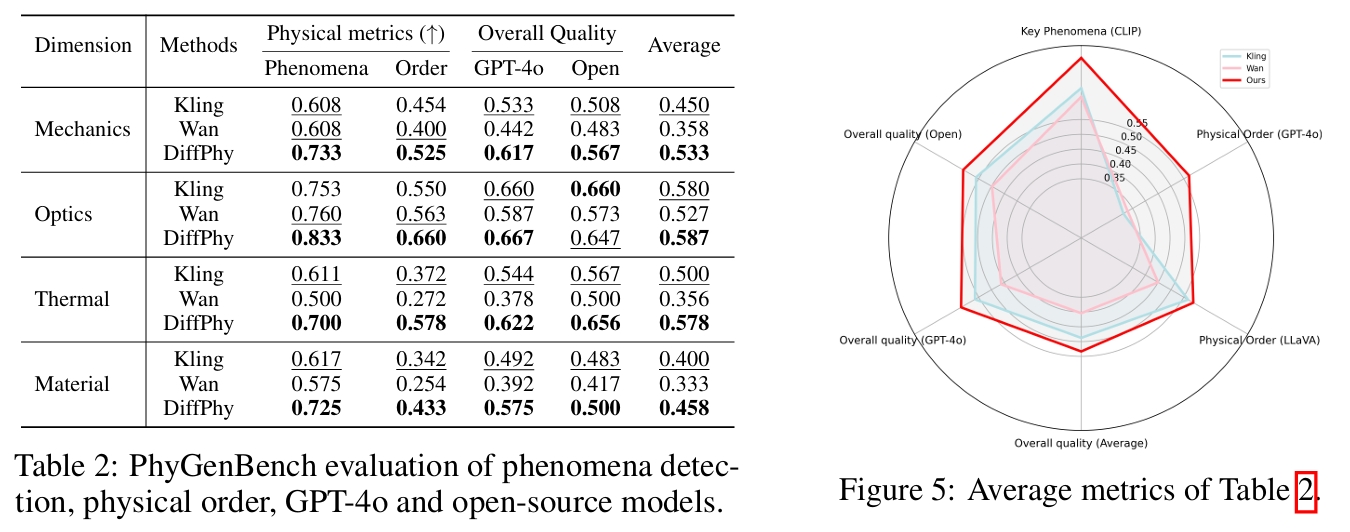 Dimension Methods Physical metrics (↑) Overall Quality Average
Phenomena Order GPT-4o Open
Mechanics
Kling 0.608 0.454 0.533 0.508 0.450
Wan 0.608 0.400 0.442 0.483 0.358
DiffPhy 0.733 0.525 0.617 0.567 0.533
Optics
Kling 0.753 0.550 0.660 0.660 0.580
Wan 0.760 0.563 0.587 0.573 0.527
DiffPhy 0.833 0.660 0.667 0.647 0.587
Thermal
Kling 0.611 0.372 0.544 0.567 0.500
Wan 0.500 0.272 0.378 0.500 0.356
DiffPhy 0.700 0.578 0.622 0.656 0.578
Material
Kling 0.617 0.342 0.492 0.483 0.400
Wan 0.575 0.254 0.392 0.417 0.333
DiffPhy 0.725 0.433 0.575 0.500 0.458
Table 2: PhyGenBench evaluation of phenomena detec-
tion, physical order, GPT-4o and open-source models.
Key Phenomena (CLIP)
Kling
Wan
Ours
Overall quality (Open)
Physical Order (GPT-4o)
0.55
0.50
0.45
0.40
0.35
Overall quality (GPT-4o)
Physical Order (LLaVA)
Overall quality (Average)
Figure 5: Average metrics of Table 2.